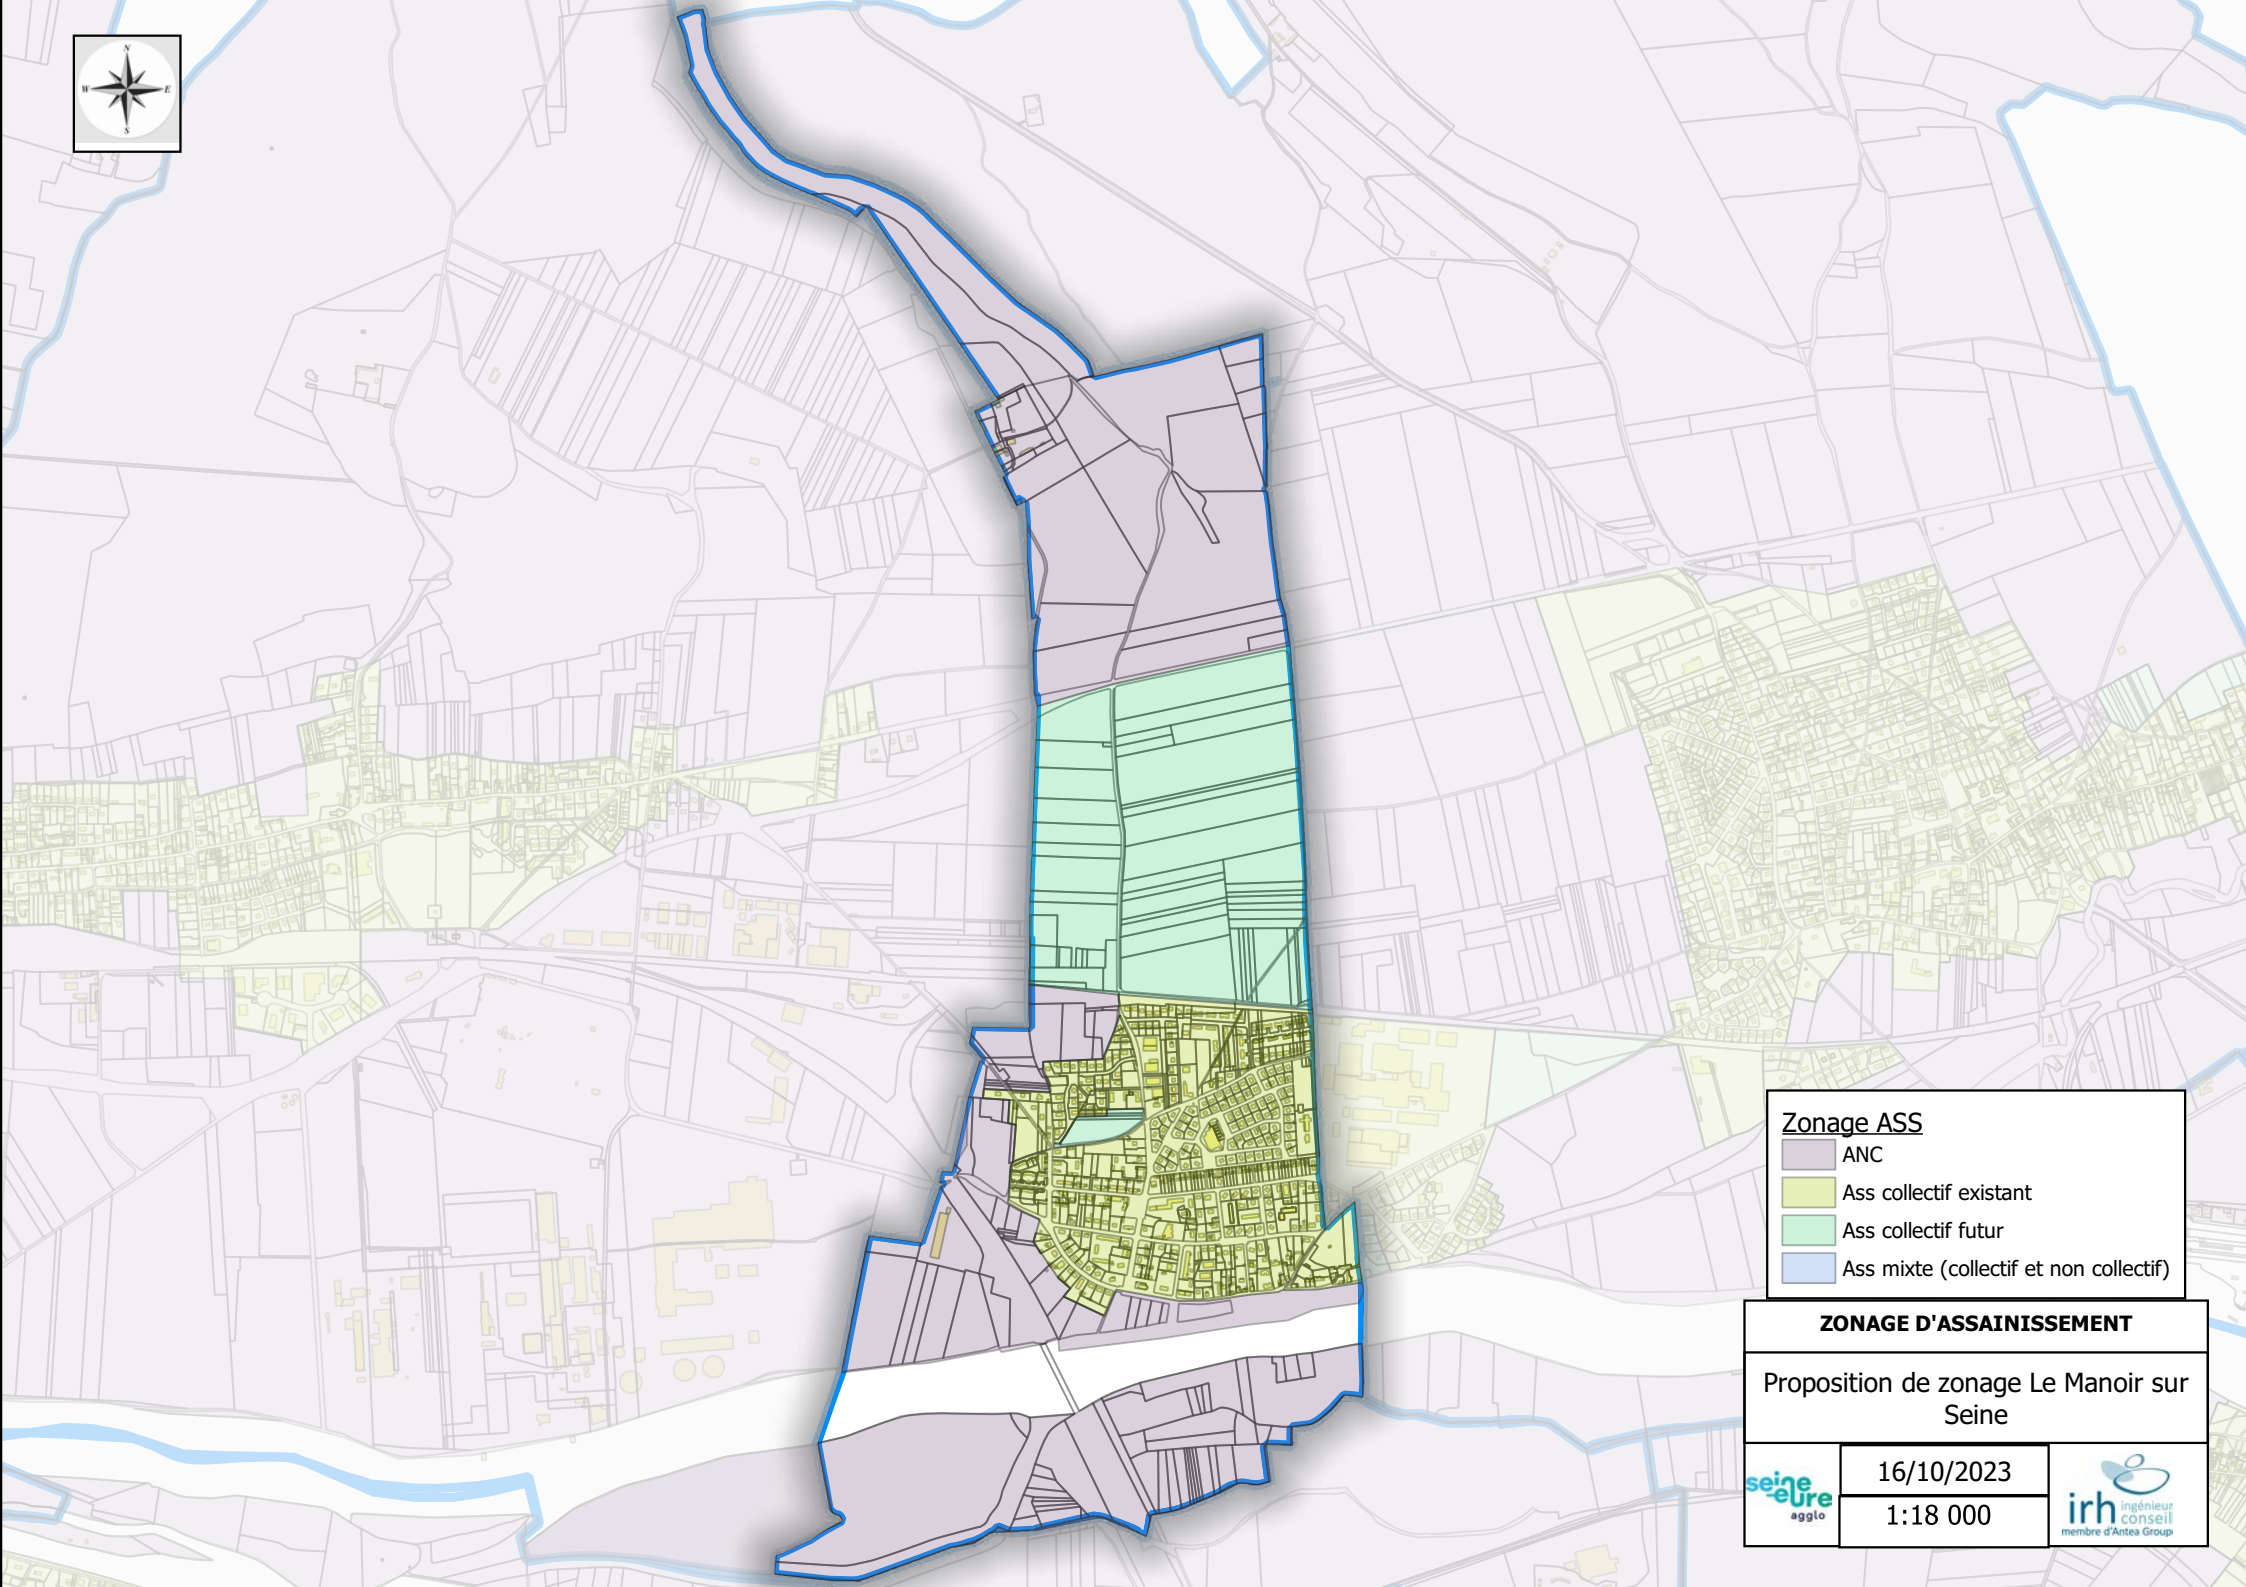 N
W E
S
Zonage ASS
ANC
Ass collectif existant
Ass collectif futur
Ass mixte (collectif et non collectif)
ZONAGE D'ASSAINISSEMENT
Proposition de zonage Le Manoir sur
Seine
seine
eure
agglo
16/10/2023
1:18 000
irh ingénieur
conseil
membre d'Antea Group